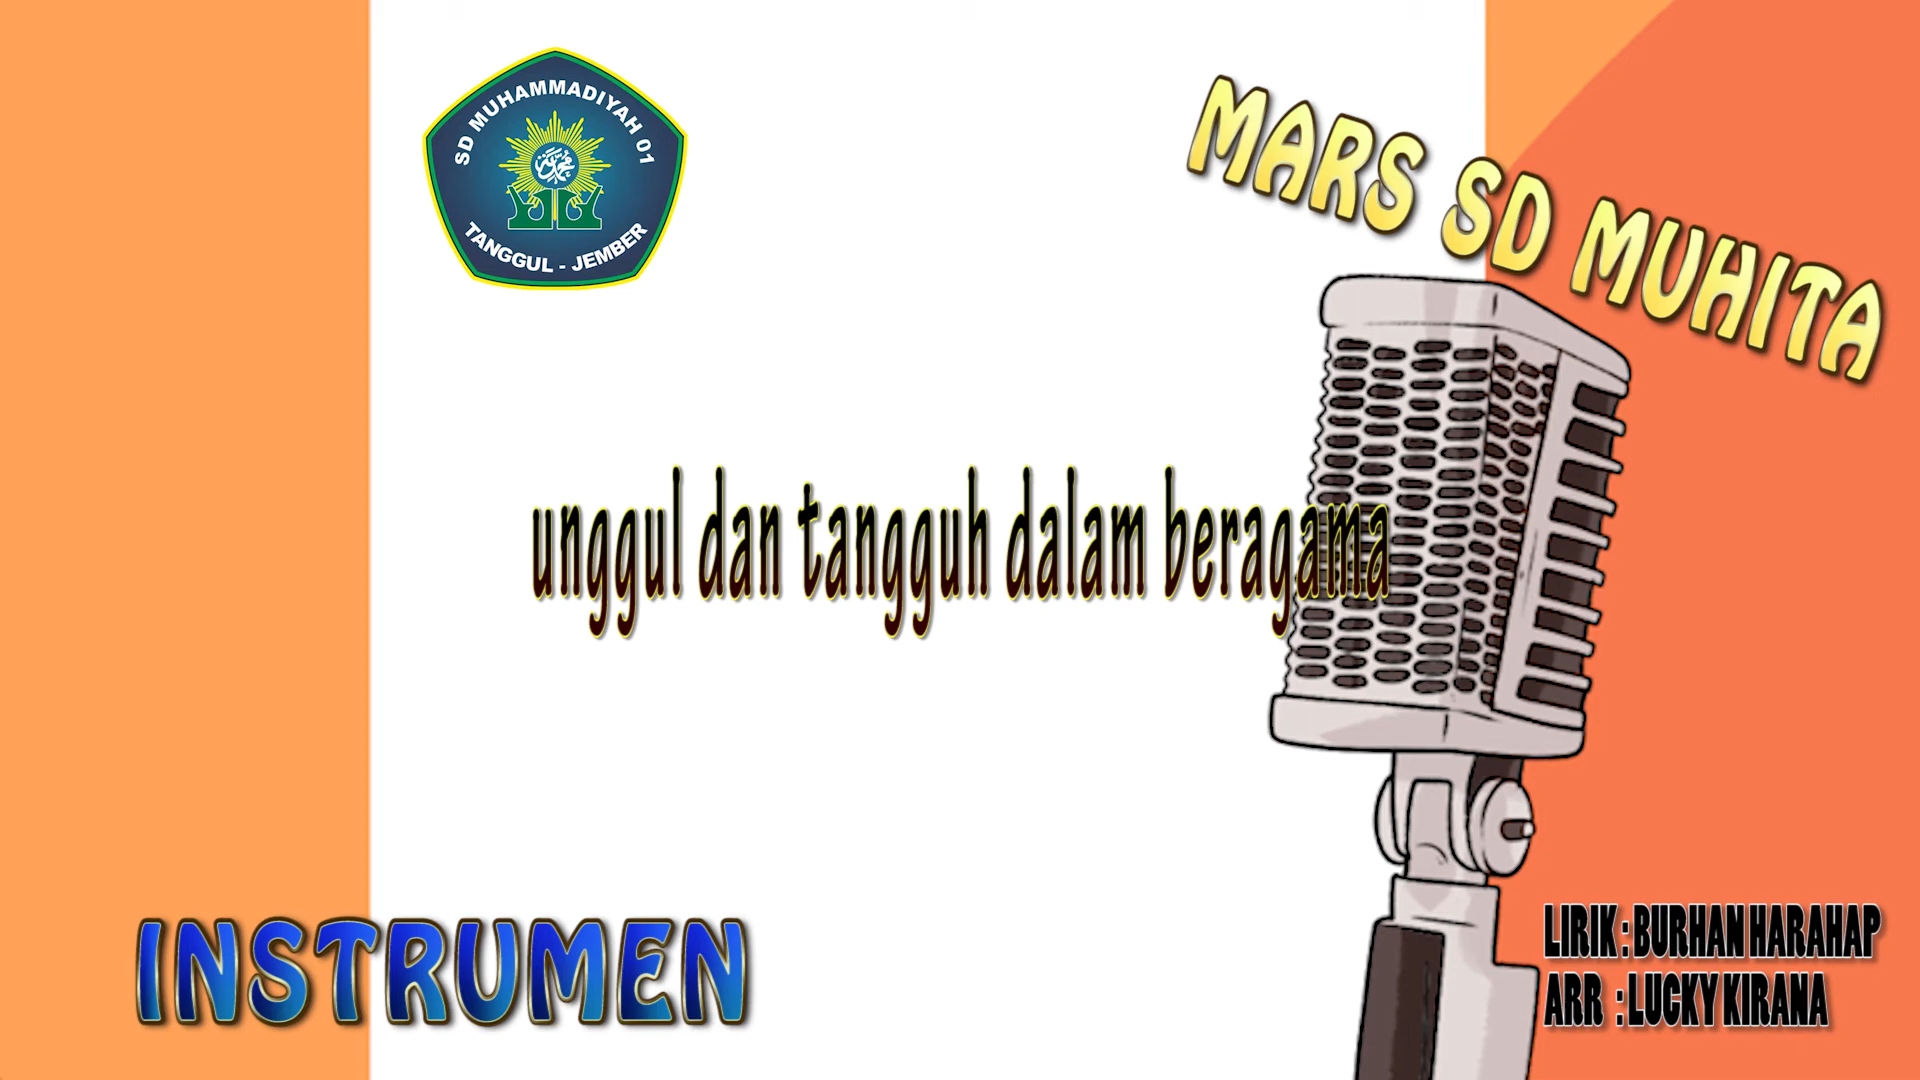 SD MUHAMMADIYAH 01
محمدية
TANGGUL - JEMBER
MARS SD MUHITA
unggul dan tangguh dalam beragama
INSTRUMEN
LIRIK : BURHAN HARAHAP
ARR : LUCKY KIRANA